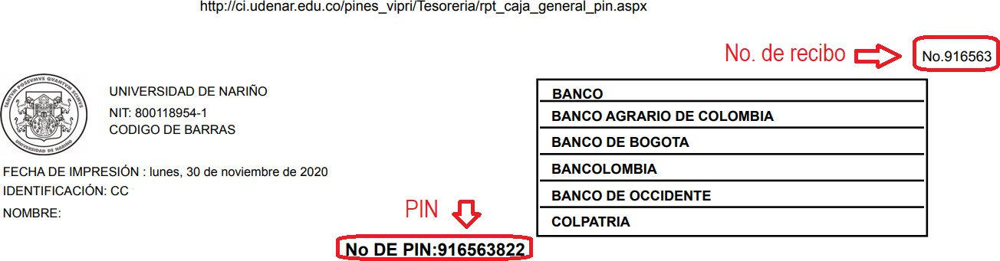 http://ci.udenar.edu.co/pines_vipri/Tesoreria/rpt_caja_general_pin.aspx
No. de recibo
No.916563
TANTVM POSSVMVS QVANTVM SCIMVS
UNIVERSIDAD DE NARIÑO
UNIVERSIDAD DE NARIÑO
NIT: 800118954-1
CODIGO DE BARRAS
FECHA DE IMPRESIÓN : lunes, 30 de noviembre de 2020
IDENTIFICACIÓN: CC
NOMBRE:
BANCO
BANCO AGRARIO DE COLOMBIA
BANCO DE BOGOTA
BANCOLOMBIA
BANCO DE OCCIDENTE
COLPATRIA
PIN
No DE PIN:916563822